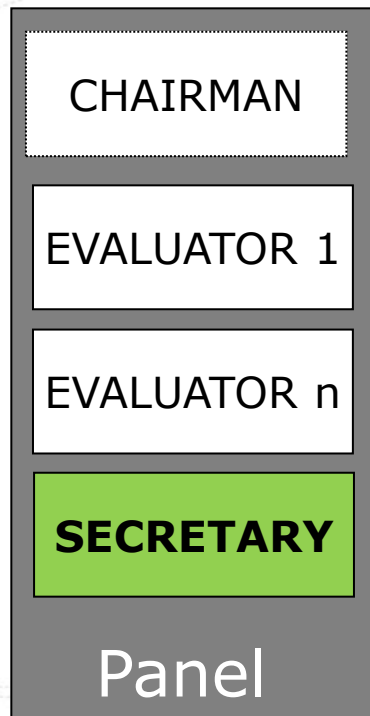 CHAIRMAN
EVALUATOR 1
EVALUATOR n
SECRETARY
Panel